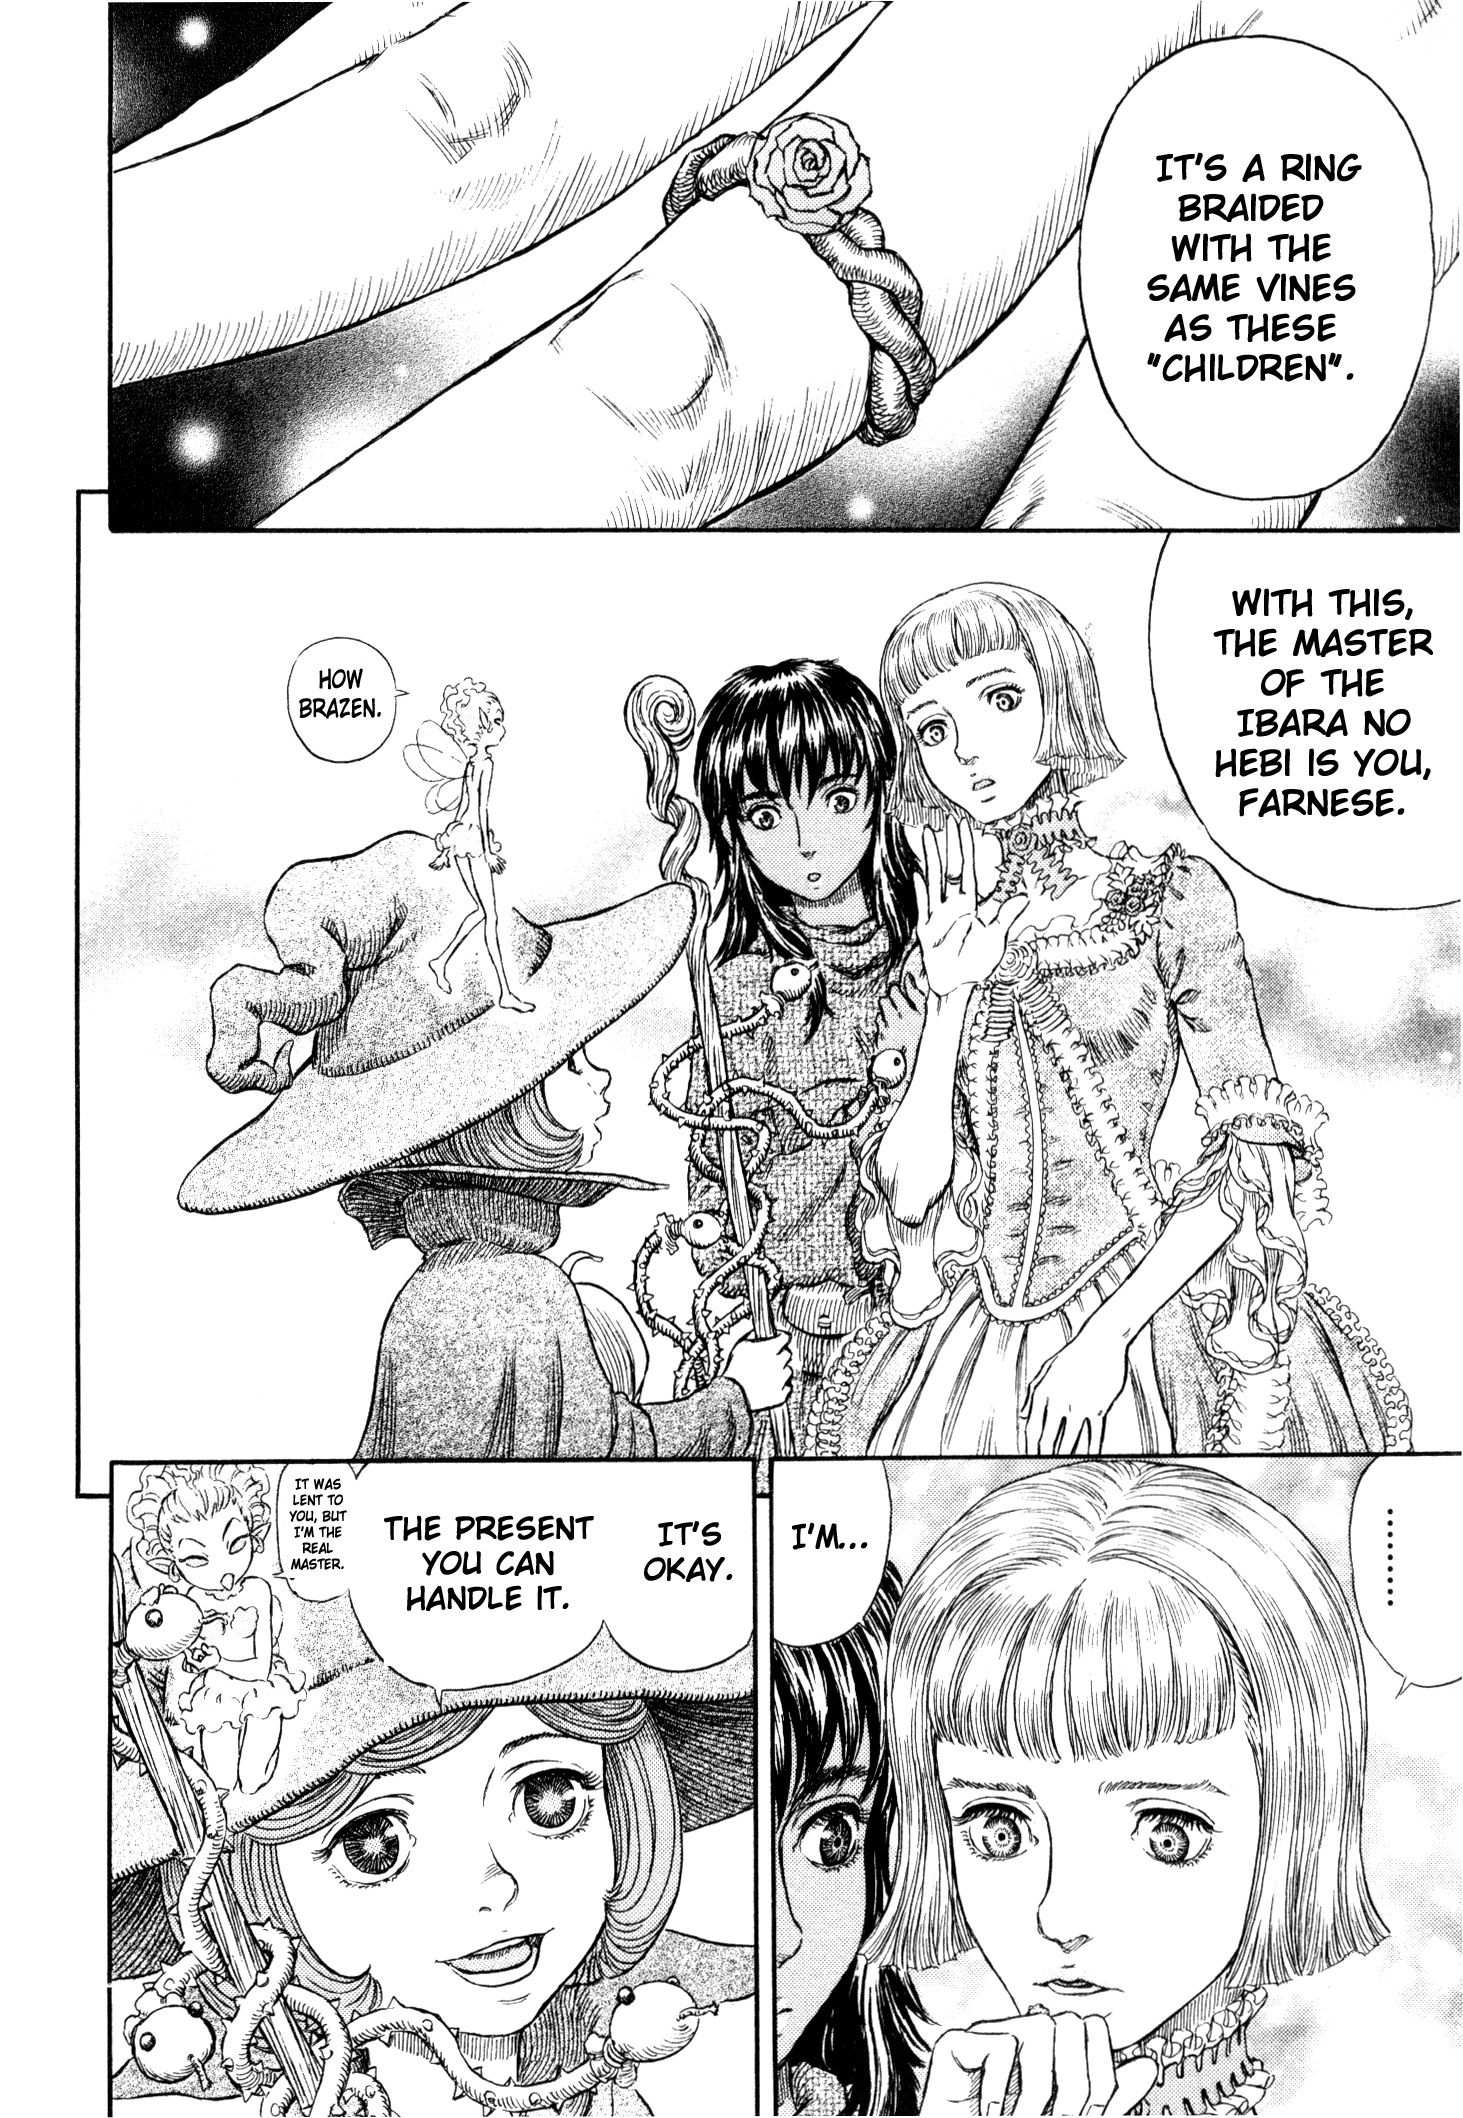 IT'S A RING
BRAIDED
WITH THE
SAME VINES
AS THESE
"CHILDREN".
WITH THIS,
THE MASTER
OF THE
IBARA NO
HEBI IS YOU,
FARNESE.
HOW
BRAZEN.
.........
I'M...
IT'S
OKAY.
THE PRESENT
YOU CAN
HANDLE IT.
IT WAS
LENT TO
YOU, BUT
I'M THE
REAL
MASTER.